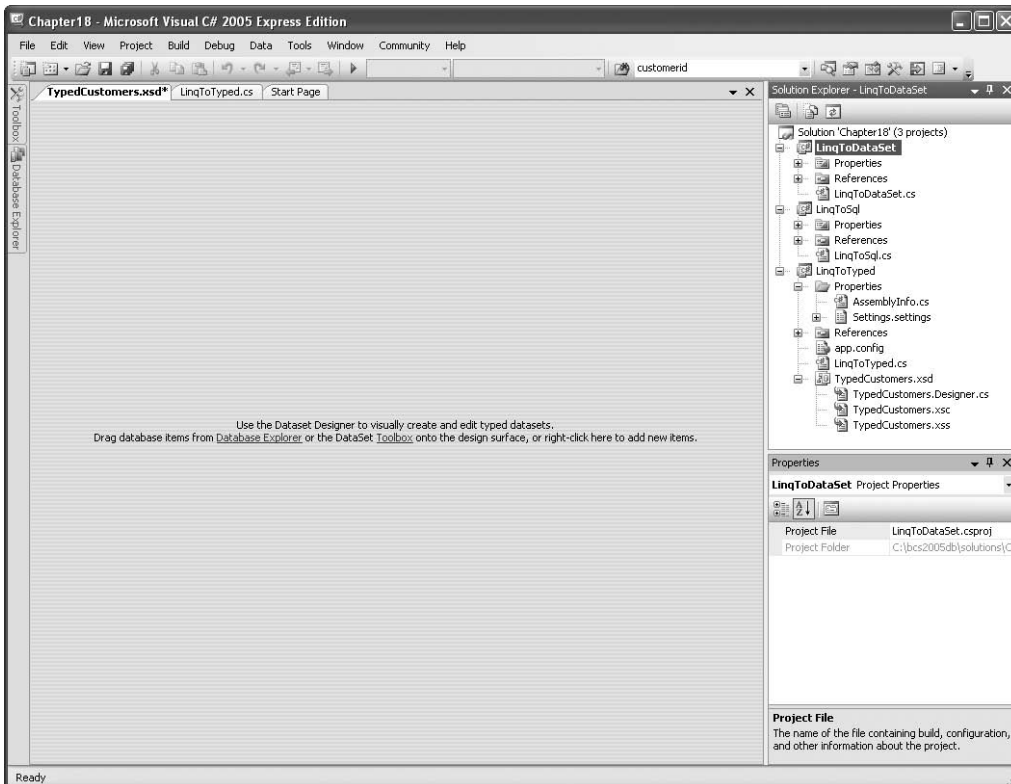 Chapter18 - Microsoft Visual C# 2005 Express Edition
File Edit View Project Build Debug Data Tools Window Community Help
customerid
Toolbox
Database Explorer
TypedCustomers.xsd* LinqToTyped.cs Start Page
Use the Dataset Designer to visually create and edit typed datasets.
Drag database items from Database Explorer or the DataSet Toolbox onto the design surface, or right-click here to add new items.
Solution Explorer - LinqToDataSet
Solution 'Chapter18' (3 projects)
LinqToDataSet
Properties
References
LinqToDataSet.cs
LinqToSql
Properties
References
LinqToSql.cs
LinqToTyped
Properties
AssemblyInfo.cs
Settings.settings
References
app.config
LinqToTyped.cs
TypedCustomers.xsd
TypedCustomers.Designer.cs
TypedCustomers.xsc
TypedCustomers.xss
Properties
LinqToDataSet Project Properties
Project File LinqToDataSet.csproj
Project Folder C:\bcs2005db\solutions\C
Project File
The name of the file containing build, configuration,
and other information about the project.
Ready